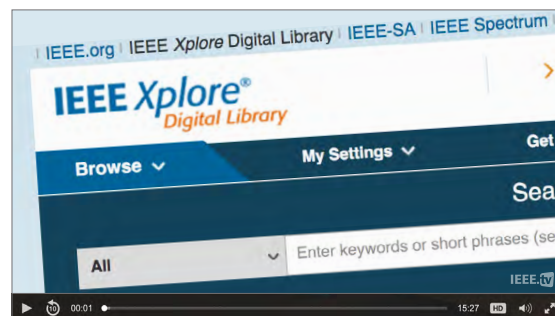 IEEE.org | IEEE Xplore Digital Library | IEEE-SA | IEEE Spectrum
IEEE Xplore®
Digital Library
Browse My Settings Get
Sea
All Enter keywords or short phrases (se
IEEE.tv
10 00:01 15:27 HD